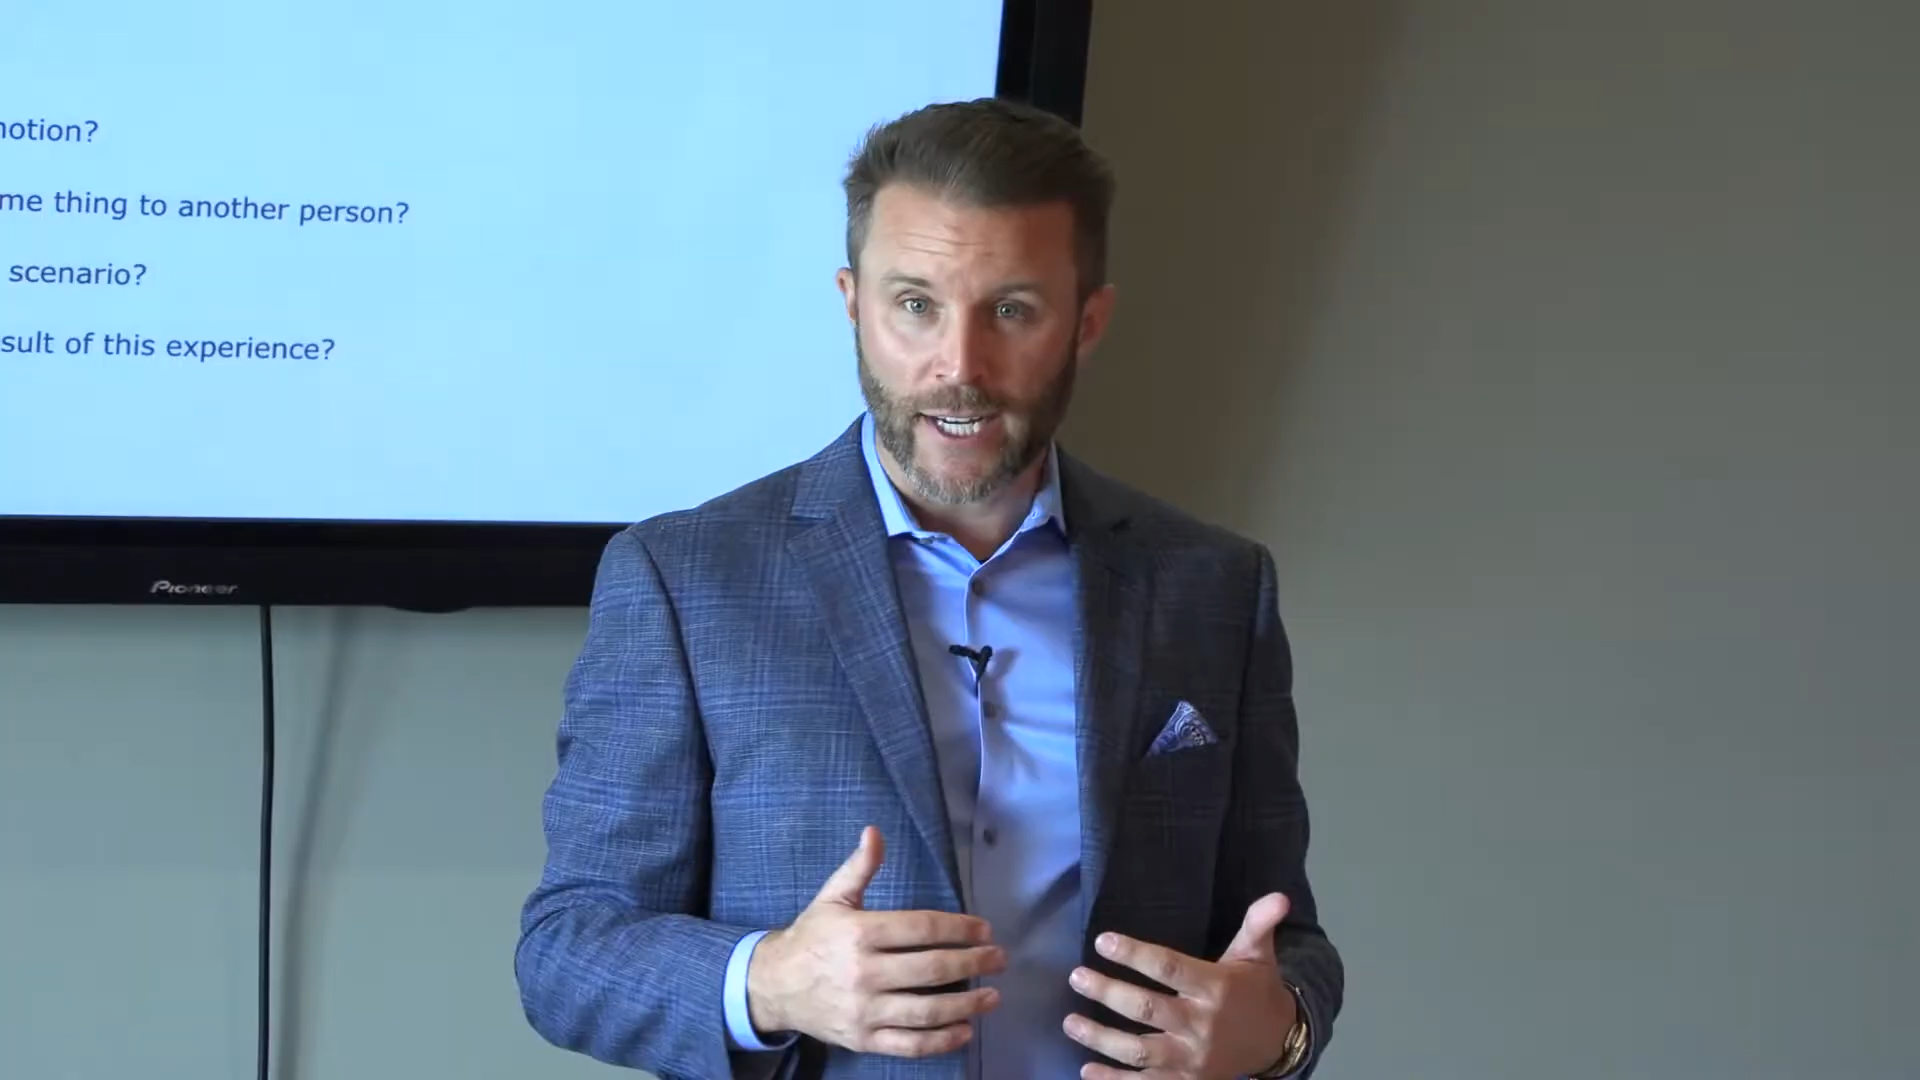 notion?
me thing to another person?
scenario?
sult of this experience?
Pioneer